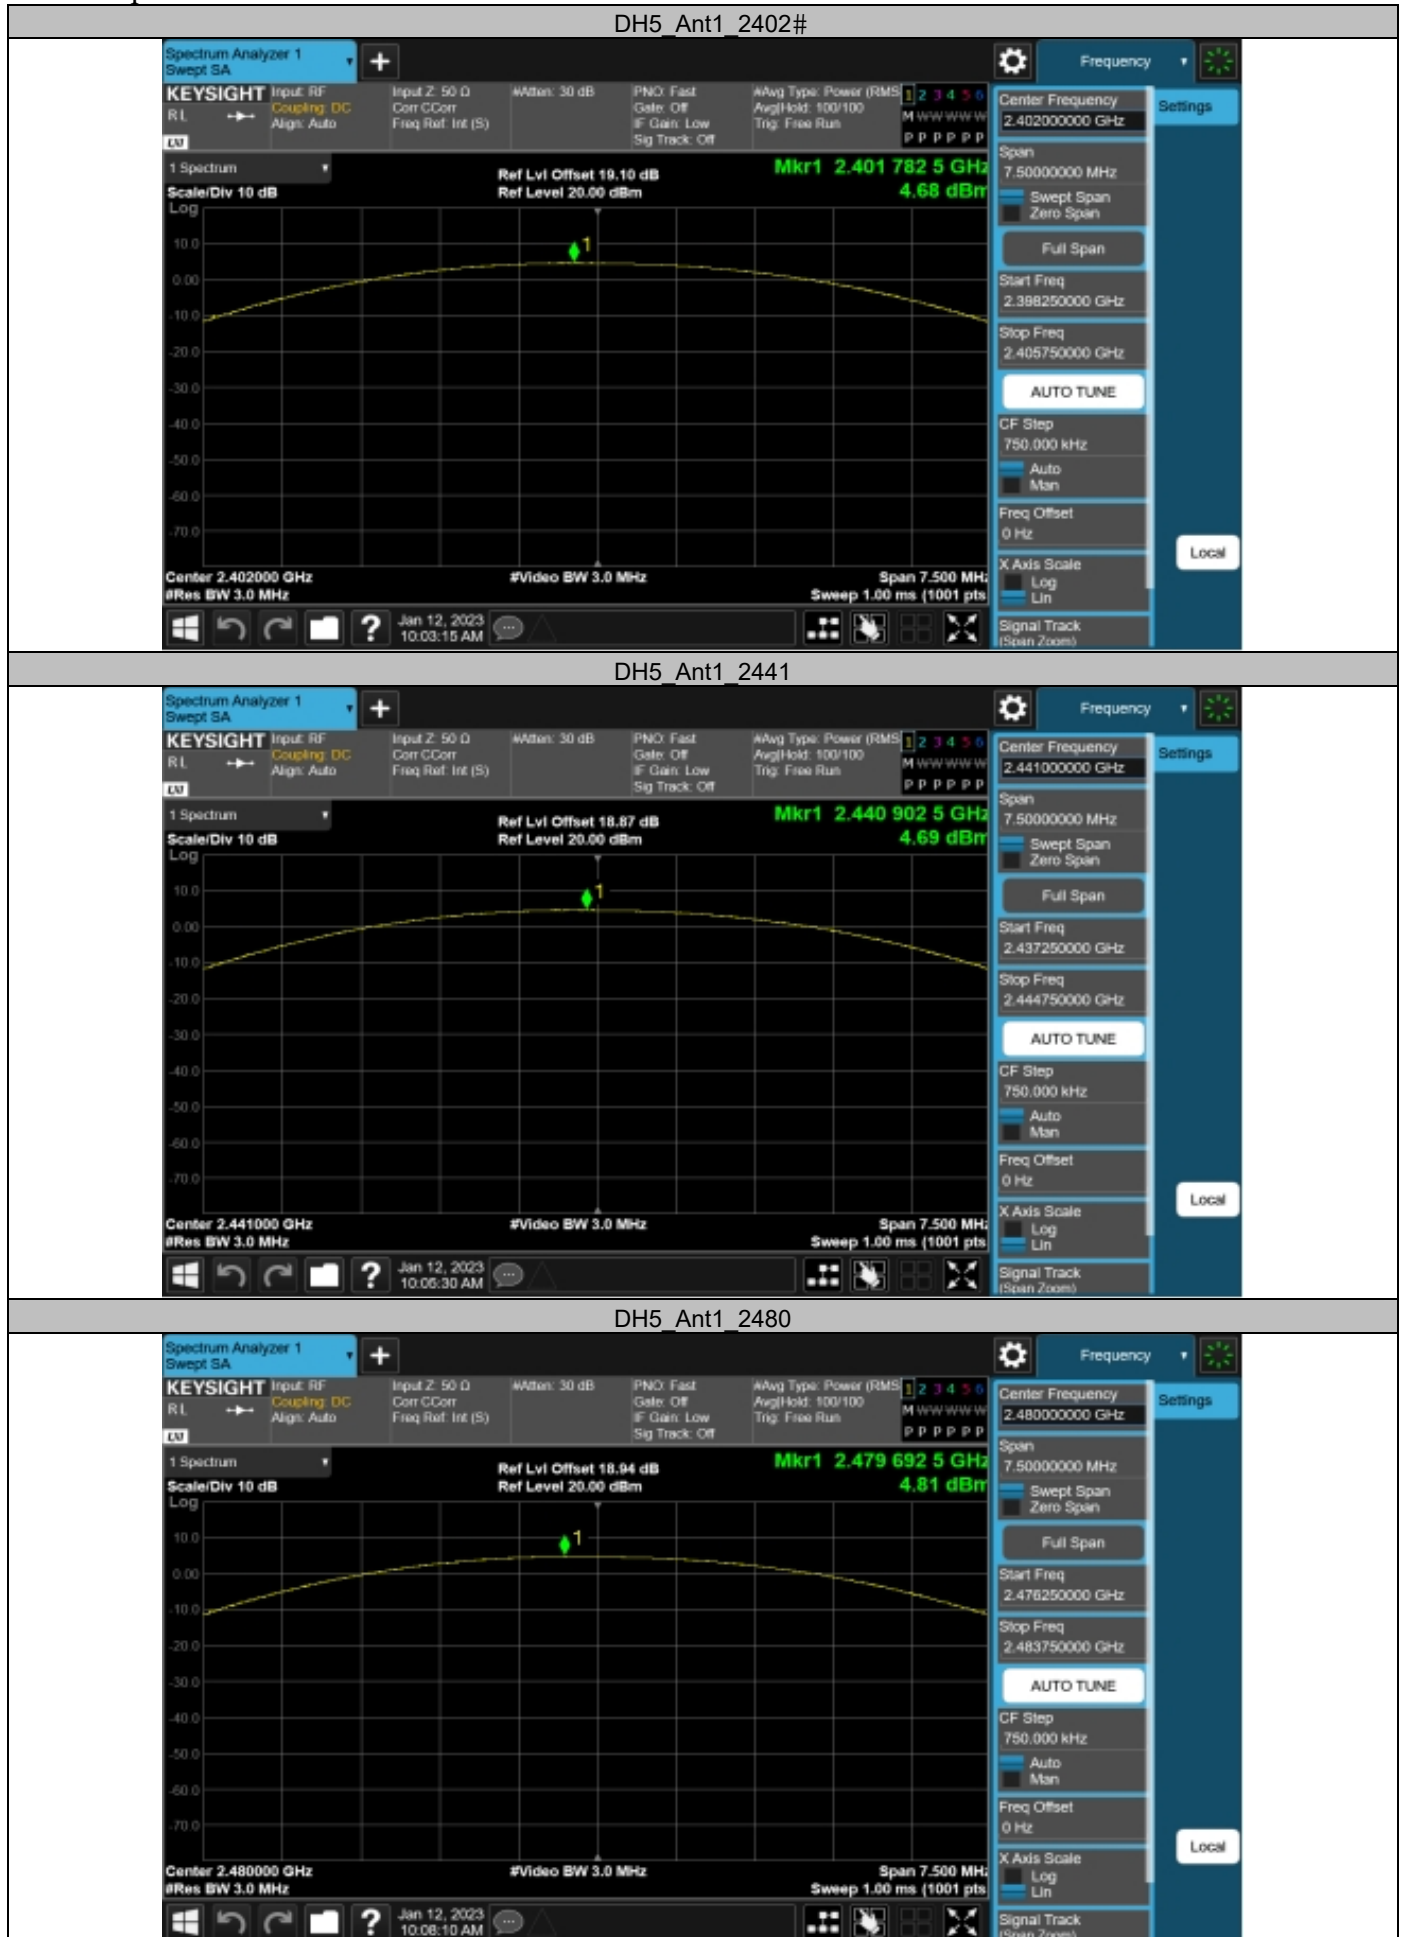 DH5_Ant1_2402#
Spectrum Analyzer 1
Swept SA
Frequency
KEYSIGHT
R L
LXI
Input: RF
Coupling: DC
Align: Auto
Input Z: 50 Ω
Corr CCorr
Freq Ref: Int (S)
#Atten: 30 dB
PNO: Fast
Gate: Off
IF Gain: Low
Sig Track: Off
#Avg Type: Power (RMS
Avg|Hold: 100/100
Trig: Free Run
1 2 3 4 5 6
M W W W W W
P P P P P P
Center Frequency
2.402000000 GHz
Settings
Span
7.50000000 MHz
Swept Span
Zero Span
Full Span
Start Freq
2.398250000 GHz
Stop Freq
2.405750000 GHz
AUTO TUNE
CF Step
750.000 kHz
Auto
Man
Freq Offset
0 Hz
X Axis Scale
Log
Lin
Signal Track
(Span Zoom)
Local
1 Spectrum
Scale/Div 10 dB
Log
Ref Lvl Offset 19.10 dB
Ref Level 20.00 dBm
Mkr1 2.401 782 5 GHz
4.68 dBm
1
10.0
0.00
-10.0
-20.0
-30.0
-40.0
-50.0
-60.0
-70.0
Center 2.402000 GHz
#Res BW 3.0 MHz
#Video BW 3.0 MHz
Span 7.500 MHz
Sweep 1.00 ms (1001 pts
Jan 12, 2023
10:03:15 AM
DH5_Ant1_2441
Spectrum Analyzer 1
Swept SA
Frequency
KEYSIGHT
R L
LXI
Input: RF
Coupling: DC
Align: Auto
Input Z: 50 Ω
Corr CCorr
Freq Ref: Int (S)
#Atten: 30 dB
PNO: Fast
Gate: Off
IF Gain: Low
Sig Track: Off
#Avg Type: Power (RMS
Avg|Hold: 100/100
Trig: Free Run
1 2 3 4 5 6
M W W W W W
P P P P P P
Center Frequency
2.441000000 GHz
Settings
Span
7.50000000 MHz
Swept Span
Zero Span
Full Span
Start Freq
2.437250000 GHz
Stop Freq
2.444750000 GHz
AUTO TUNE
CF Step
750.000 kHz
Auto
Man
Freq Offset
0 Hz
X Axis Scale
Log
Lin
Signal Track
(Span Zoom)
Local
1 Spectrum
Scale/Div 10 dB
Log
Ref Lvl Offset 18.87 dB
Ref Level 20.00 dBm
Mkr1 2.440 902 5 GHz
4.69 dBm
1
10.0
0.00
-10.0
-20.0
-30.0
-40.0
-50.0
-60.0
-70.0
Center 2.441000 GHz
#Res BW 3.0 MHz
#Video BW 3.0 MHz
Span 7.500 MHz
Sweep 1.00 ms (1001 pts
Jan 12, 2023
DH5_Ant1_2480
Spectrum Analyzer 1
Swept SA
Frequency
KEYSIGHT
R L
LXI
Input: RF
Coupling: DC
Align: Auto
Input Z: 50 Ω
Corr CCorr
Freq Ref: Int (S)
#Atten: 30 dB
PNO: Fast
Gate: Off
IF Gain: Low
Sig Track: Off
#Avg Type: Power (RMS
Avg|Hold: 100/100
Trig: Free Run
1 2 3 4 5 6
M W W W W W
P P P P P P
Center Frequency
2.480000000 GHz
Settings
Span
7.50000000 MHz
Swept Span
Zero Span
Full Span
Start Freq
2.476250000 GHz
Stop Freq
2.483750000 GHz
AUTO TUNE
CF Step
750.000 kHz
Auto
Man
Freq Offset
0 Hz
X Axis Scale
Log
Lin
Signal Track
(Span Zoom)
Local
1 Spectrum
Scale/Div 10 dB
Log
Ref Lvl Offset 18.94 dB
Ref Level 20.00 dBm
Mkr1 2.479 692 5 GHz
4.81 dBm
1
10.0
0.00
-10.0
-20.0
-30.0
-40.0
-50.0
-60.0
-70.0
Center 2.480000 GHz
#Res BW 3.0 MHz
#Video BW 3.0 MHz
Span 7.500 MHz
Sweep 1.00 ms (1001 pts
Jan 12, 2023
10:08:10 AM